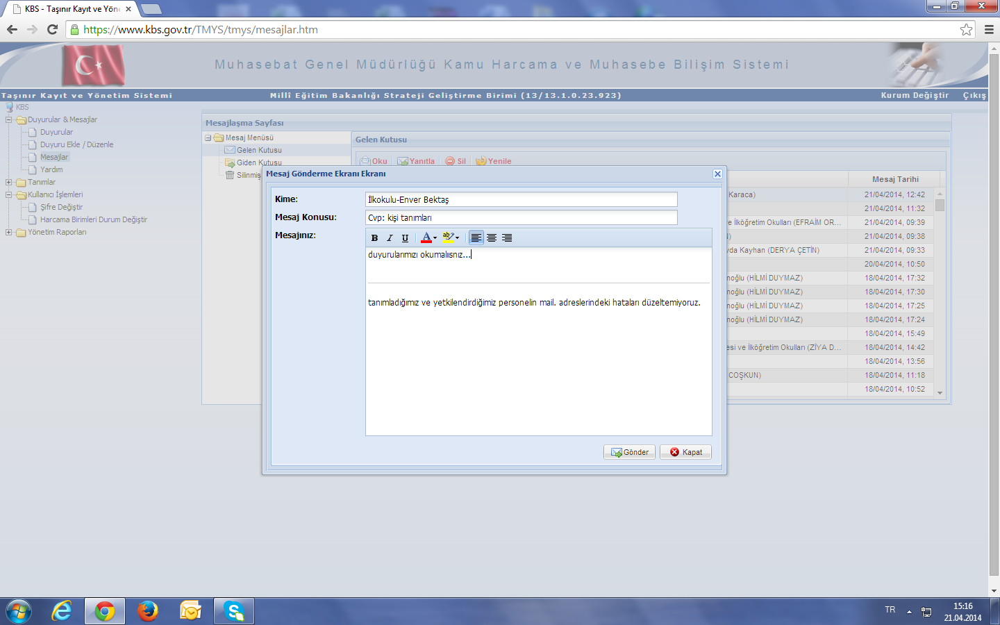 KBS - Taşınır Kayıt ve Yön
https://www.kbs.gov.tr/TMYS/tmys/mesajlar.htm
Muhasebat Genel Müdürlüğü Kamu Harcama ve Muhasebe Bilişim Sistemi
Taşınır Kayıt ve Yönetim Sistemi
Millî Eğitim Bakanlığı Strateji Geliştirme Birimi (13/13.1.0.23.923)
Kurum Değiştir
Çıkış
KBS
Duyurular & Mesajlar
Duyurular
Duyuru Ekle / Düzenle
Mesajlar
Yardım
Tanımlar
Kullanıcı İşlemleri
Şifre Değiştir
Harcama Birimleri Durum Değiştir
Yönetim Raporları
Mesajlaşma Sayfası
Mesaj Menüsü
Gelen Kutusu
Giden Kutusu
Silinmiş
Gelen Kutusu
Oku
Yanıtla
Sil
Yenile
Mesaj Tarihi
Karaca) 21/04/2014, 12:42
21/04/2014, 11:32
e İlköğretim Okulları (EFRAİM OR... 21/04/2014, 09:39
) 21/04/2014, 09:38
yda Kayhan (DERYA ÇETİN) 21/04/2014, 09:33
20/04/2014, 10:50
noğlu (HİLMİ DUYMAZ) 18/04/2014, 17:32
noğlu (HİLMİ DUYMAZ) 18/04/2014, 17:30
noğlu (HİLMİ DUYMAZ) 18/04/2014, 17:25
noğlu (HİLMİ DUYMAZ) 18/04/2014, 17:24
18/04/2014, 15:49
esi ve İlköğretim Okulları (ZİYA D... 18/04/2014, 14:42
18/04/2014, 13:56
COŞKUN) 18/04/2014, 11:18
18/04/2014, 10:52
Mesaj Gönderme Ekranı Ekranı
Kime: İlkokulu-Enver Bektaş
Mesaj Konusu: Cvp: kişi tanımları
Mesajınız:
B I U A ab
duyurularımızı okumalıısnız...
tanımladığımız ve yetkilendirdiğimiz personelin mail. adreslerindeki hataları düzeltemiyoruz.
Gönder
Kapat
TR
15:16
21.04.2014